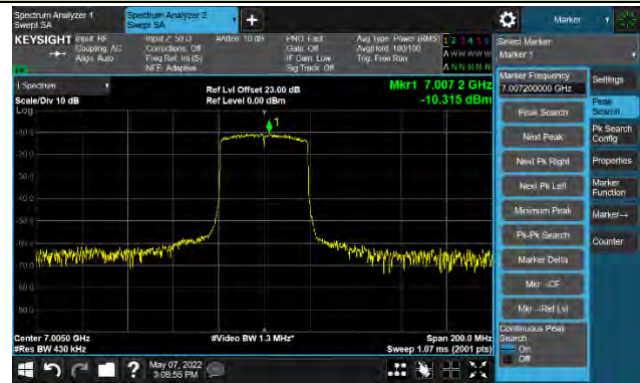 Spectrum Analyzer 1
Swept SA
Spectrum Analyzer 2
Swept SA
+
Marker
KEYSIGHT
Input: RF
Coupling: AC
Align: Auto
Input Z: 50 Ω
Corrections: Off
Freq Ref: Int (S)
NFE: Adaptive
#Atten: 10 dB
PNO: Fast
Gate: Off
IF Gain: Low
Sig Track: Off
Avg Type: Power (RMS)
Avg|Hold: 100/100
Trig: Free Run
1 2 3 4 5 6
A W W W W W
A N N N N N
Select Marker
Marker 1
1 Spectrum
Scale/Div 10 dB
Log
Ref Lvl Offset 23.00 dB
Ref Level 0.00 dBm
Mkr1 7.007 2 GHz
-10.315 dBm
1
-10.0
-30.0
-40.0
-50.0
-70.0
-80.0
-90.0
Center 7.0050 GHz
#Res BW 430 kHz
#Video BW 1.3 MHz*
Span 200.0 MHz
Sweep 1.07 ms (2001 pts)
Marker Frequency
7.007200000 GHz
Peak Search
Next Peak
Next Pk Right
Next Pk Left
Minimum Peak
Pk-Pk Search
Marker Delta
Mkr→CF
Mkr→Ref Lvl
Continuous Peak
Search
On
Off
Settings
Peak
Search
Pk Search
Config
Properties
Marker
Function
Marker→
Counter
?
May 07, 2022
3:08:56 PM